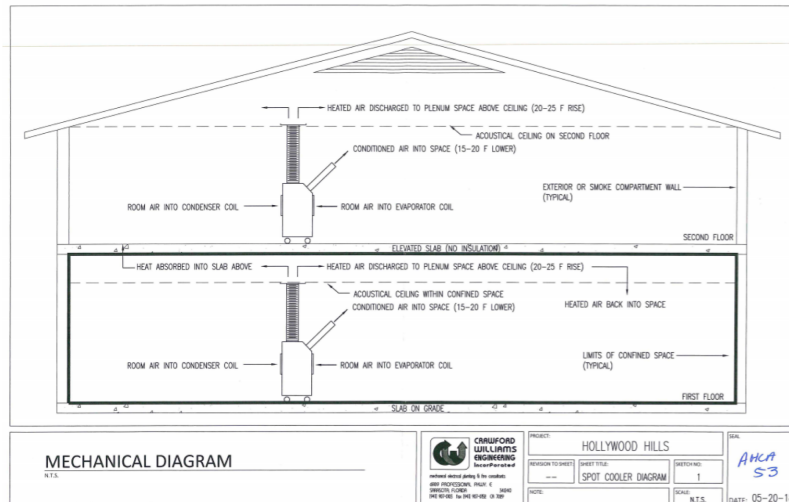 HEATED AIR DISCHARGED TO PLENUM SPACE ABOVE CEILING (20-25 F RISE)
ACOUSTICAL CEILING ON SECOND FLOOR
CONDITIONED AIR INTO SPACE (15-20 F LOWER)
EXTERIOR OR SMOKE COMPARTMENT WALL
(TYPICAL)
ROOM AIR INTO CONDENSER COIL
ROOM AIR INTO EVAPORATOR COIL
SECOND FLOOR
ELEVATED SLAB (NO INSULATION)
HEAT ABSORBED INTO SLAB ABOVE
HEATED AIR DISCHARGED TO PLENUM SPACE ABOVE CEILING (20-25 F RISE)
ACOUSTICAL CEILING WITHIN CONFINED SPACE
HEATED AIR BACK INTO SPACE
CONDITIONED AIR INTO SPACE (15-20 F LOWER)
LIMITS OF CONFINED SPACE
(TYPICAL)
ROOM AIR INTO CONDENSER COIL
ROOM AIR INTO EVAPORATOR COIL
FIRST FLOOR
SLAB ON GRADE
MECHANICAL DIAGRAM
N.T.S.
CRAWFORD
WILLIAMS
ENGINEERING
Incorporated
SARASOTA, FLORIDA
PROJECT:
HOLLYWOOD HILLS
REVISION TO SHEET:
---
SHEET TITLE:
SPOT COOLER DIAGRAM
SKETCH NO:
1
NOTE:
SCALE:
N.T.S.
SEAL
AHCA
53
DATE: 05-20-1